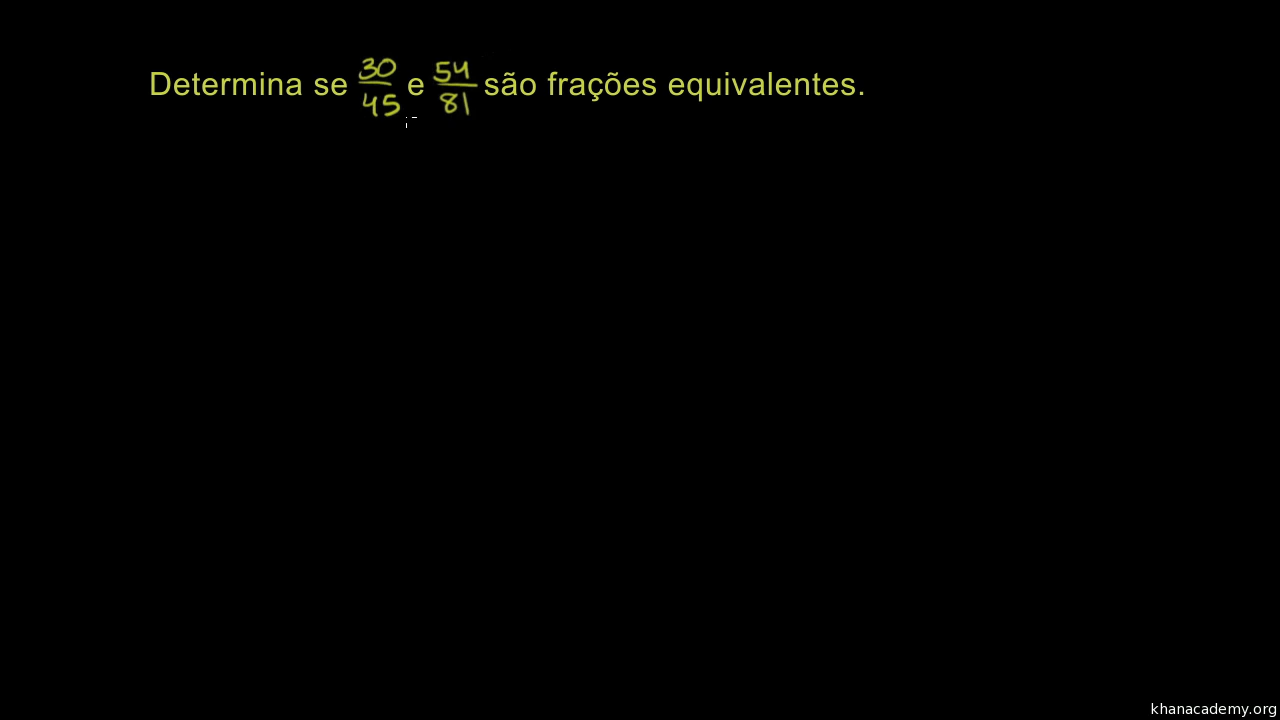 Determina se 30/45 e 54/81 são frações equivalentes.
khanacademy.org